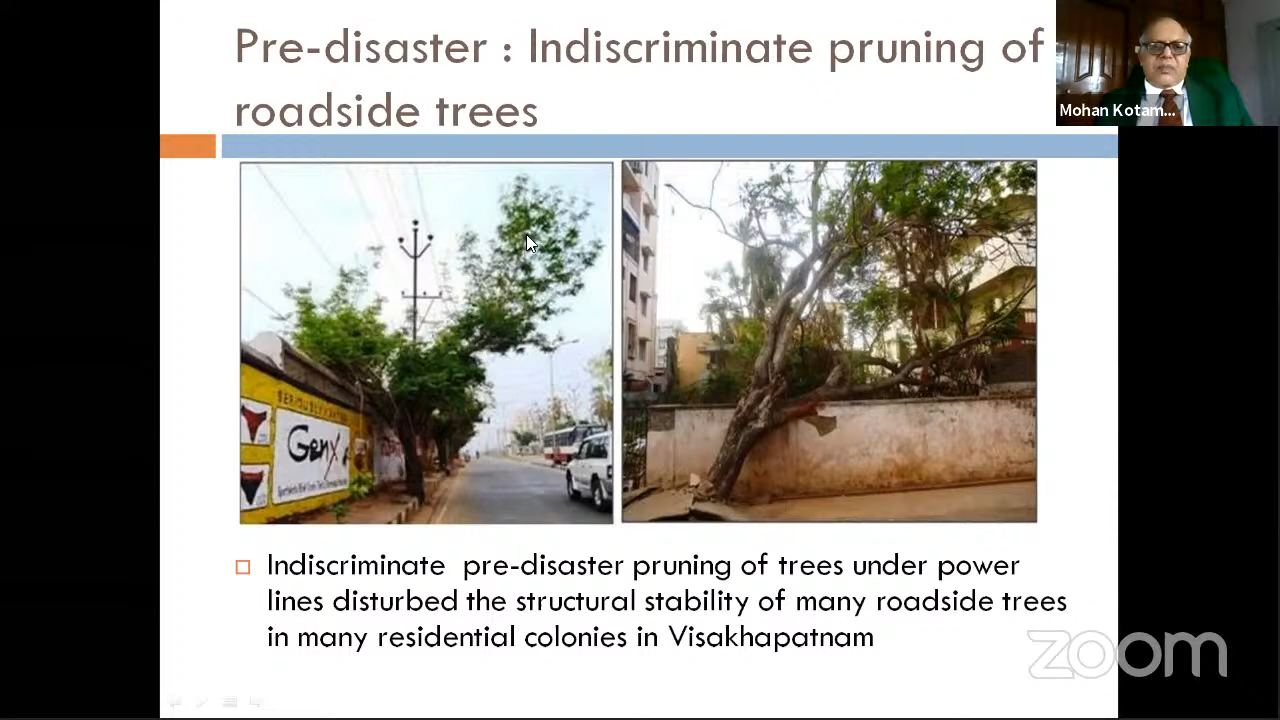 Pre-disaster : Indiscriminate pruning of
roadside trees
Mohan Kotam...
GenX
Indiscriminate pre-disaster pruning of trees under power
lines disturbed the structural stability of many roadside trees
in many residential colonies in Visakhapatnam
zoom